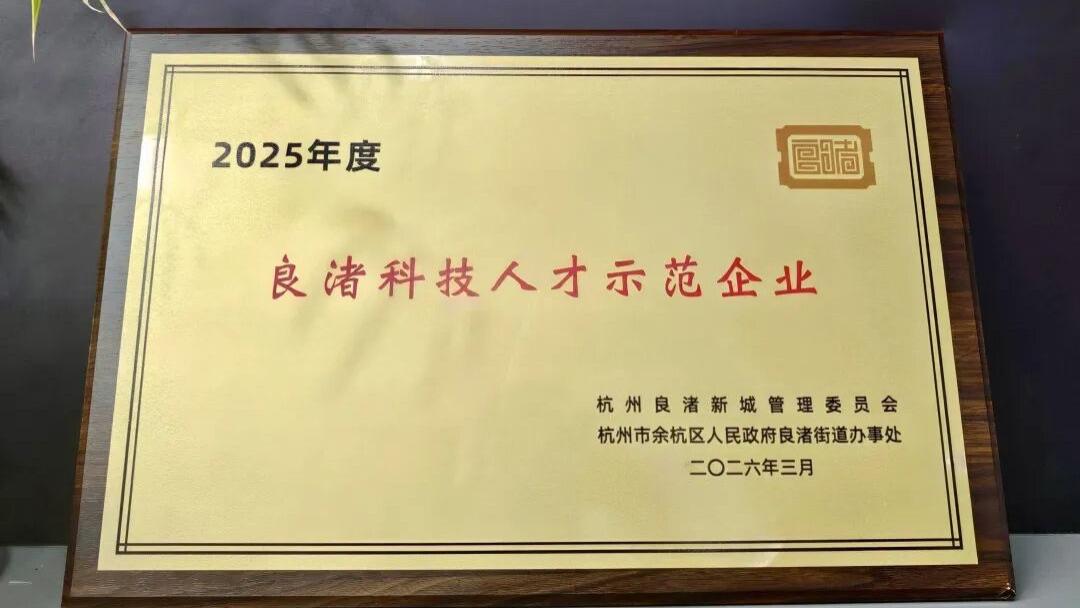 2025年度
良渚
良渚科技人才示范企业
杭州良渚新城管理委员会
杭州市余杭区人民政府良渚街道办事处
二〇二六年三月